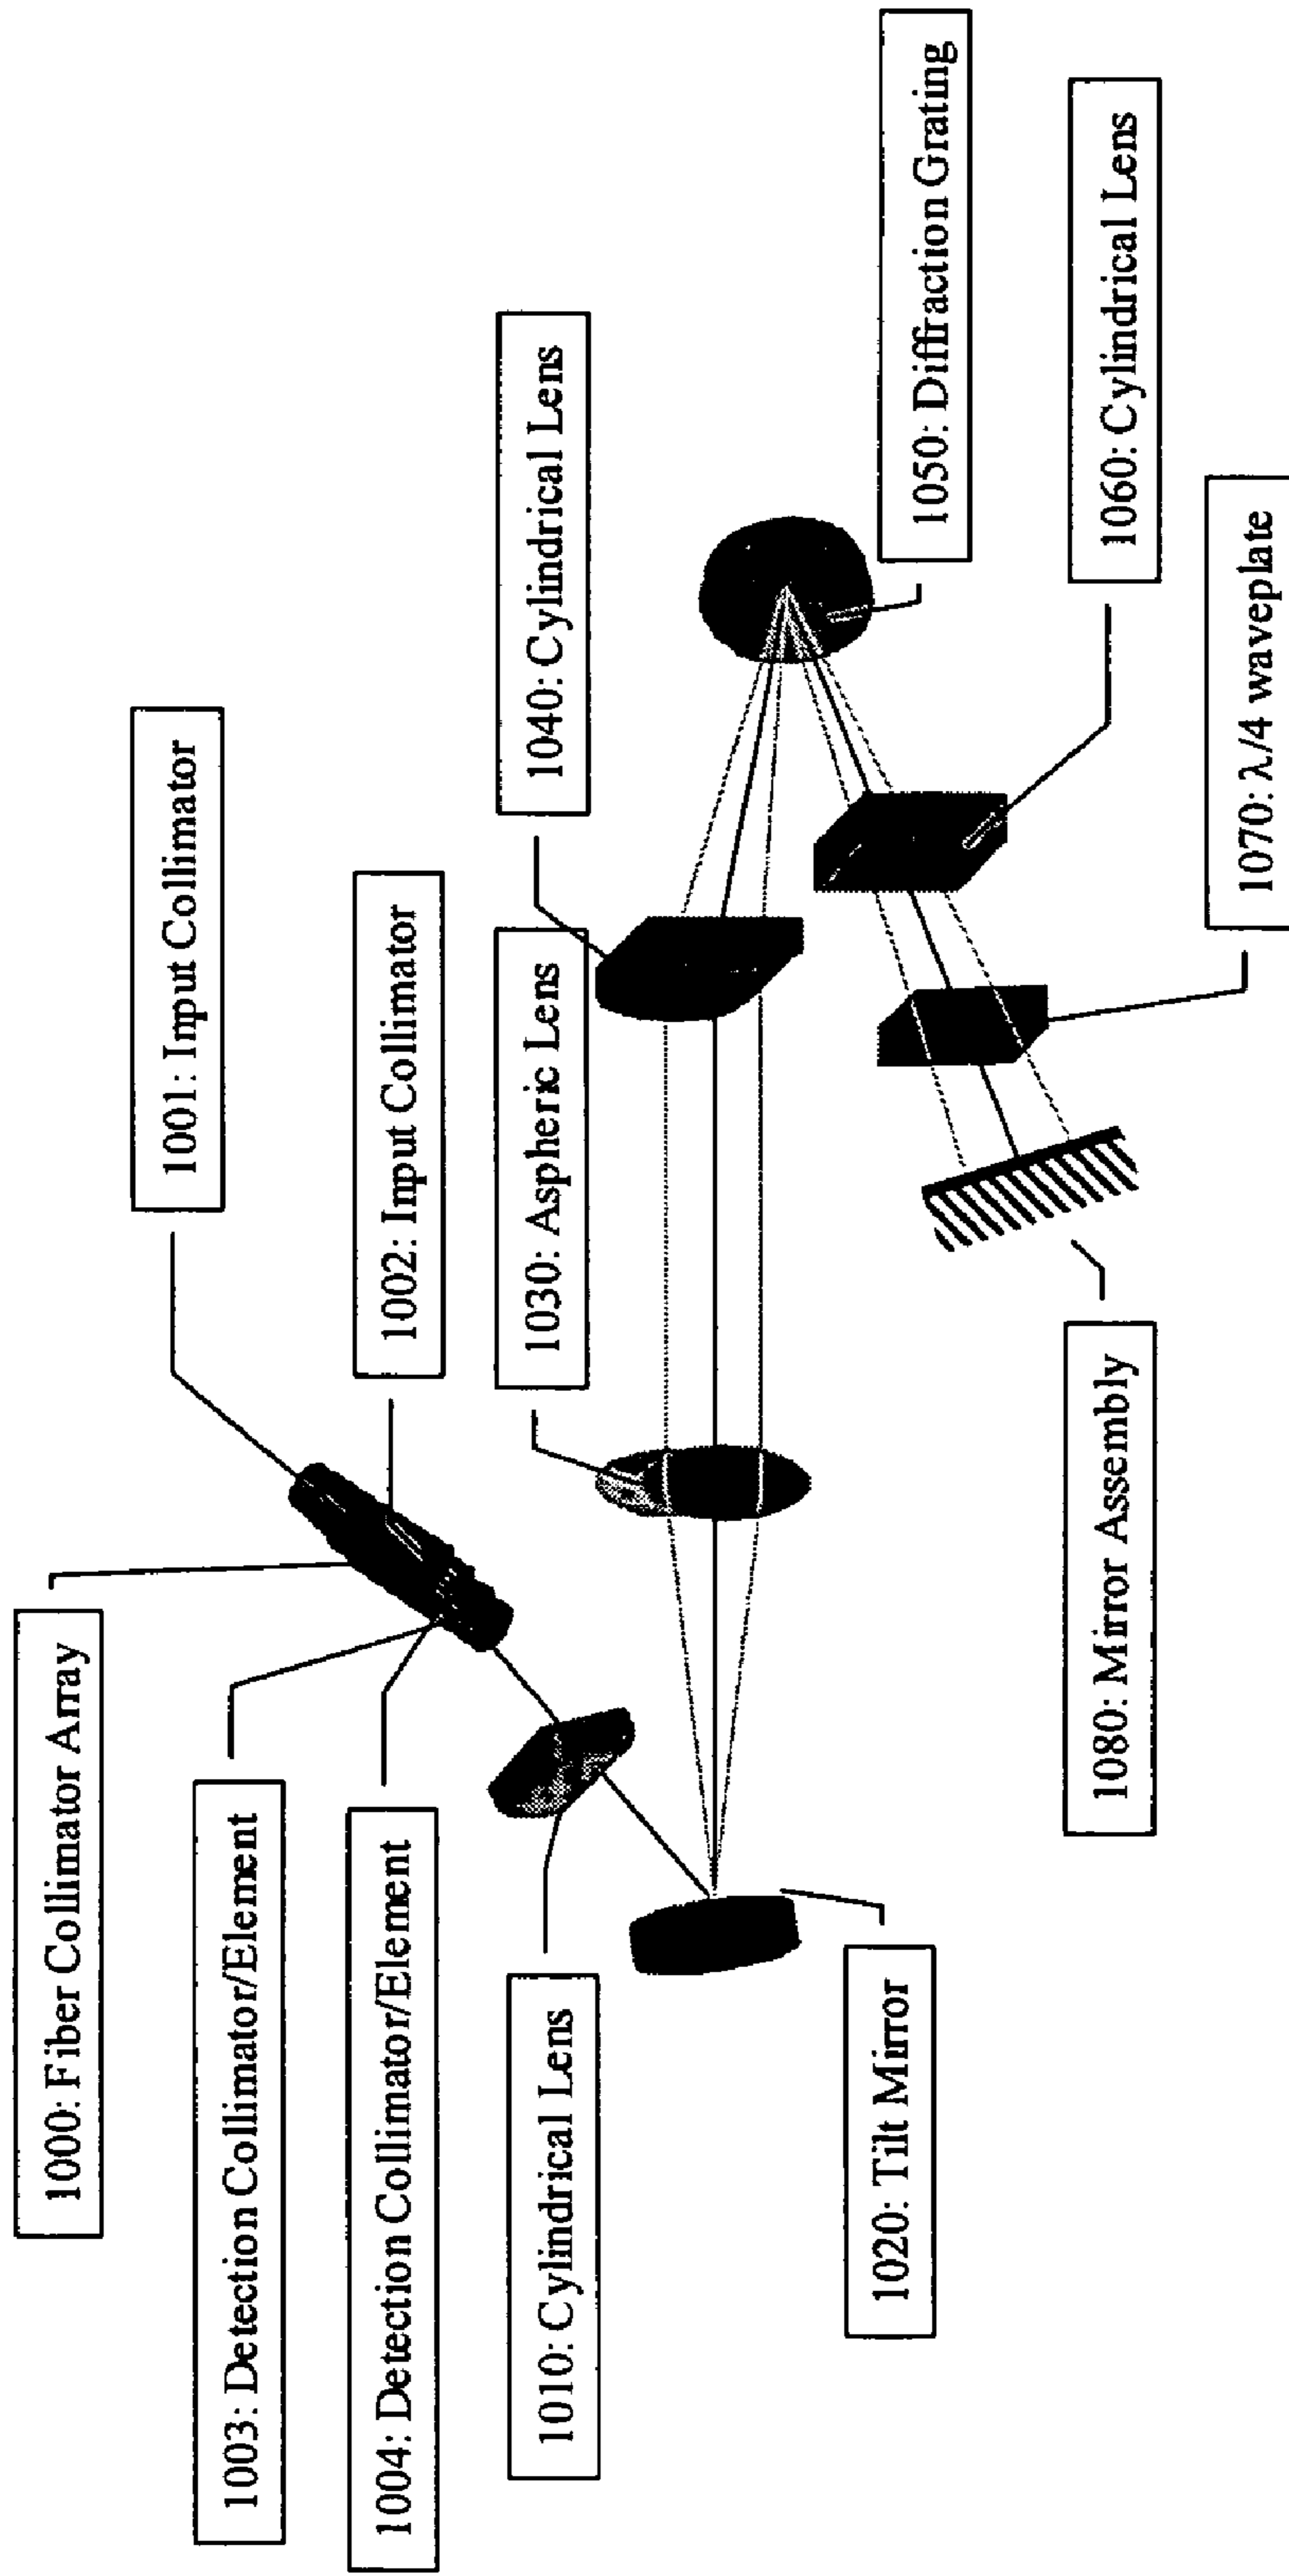 1000: Fiber Collimator Array
1001: Input Collimator
1003: Detection Collimator/Element
1002: Input Collimator
1004: Detection Collimator/Element
1030: Aspheric Lens
1040: Cylindrical Lens
1010: Cylindrical Lens
1020: Tilt Mirror
1050: Diffraction Grating
1080: Mirror Assembly
1060: Cylindrical Lens
1070: λ/4 waveplate